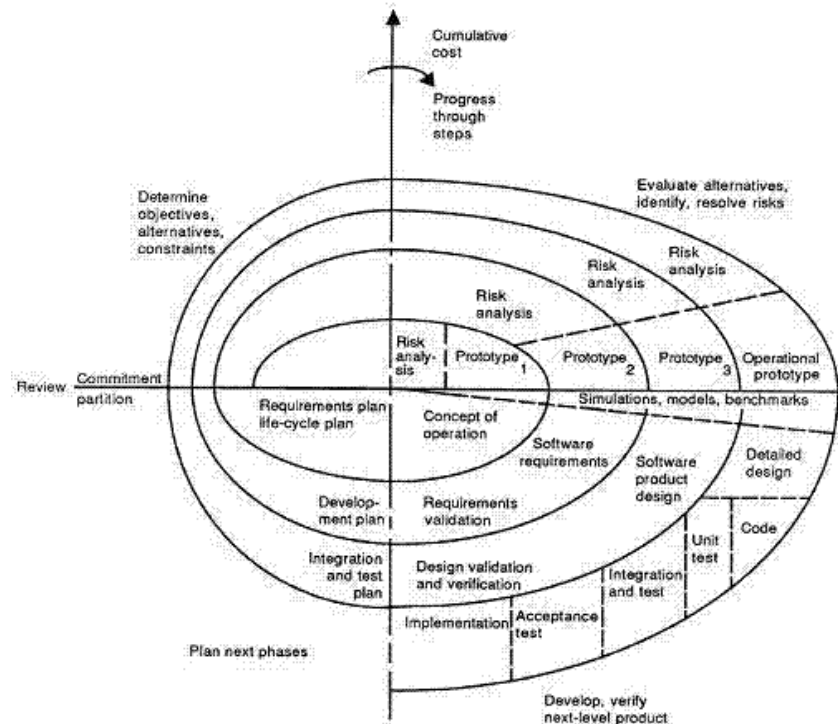 Cumulative
cost
Progress
through
steps
Determine
objectives,
alternatives,
constraints
Evaluate alternatives,
identify, resolve risks
Risk
analysis
Risk
analysis
Risk
analysis
Risk
analy-
sis
Prototype
1
Prototype
2
Prototype
3
Operational
prototype
Review
Commitment
partition
Simulations, models, benchmarks
Requirements plan
life-cycle plan
Concept of
operation
Software
requirements
Software
product
design
Detailed
design
Develop-
ment plan
Requirements
validation
Code
Unit
test
Integration
and test
plan
Design validation
and verification
Integration
and test
Acceptance
test
Implementation
Plan next phases
Develop, verify
next-level product